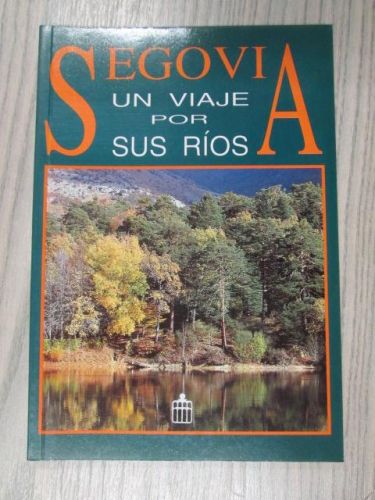 SEGOVIA
UN VIAJE
POR
SUS RÍOS